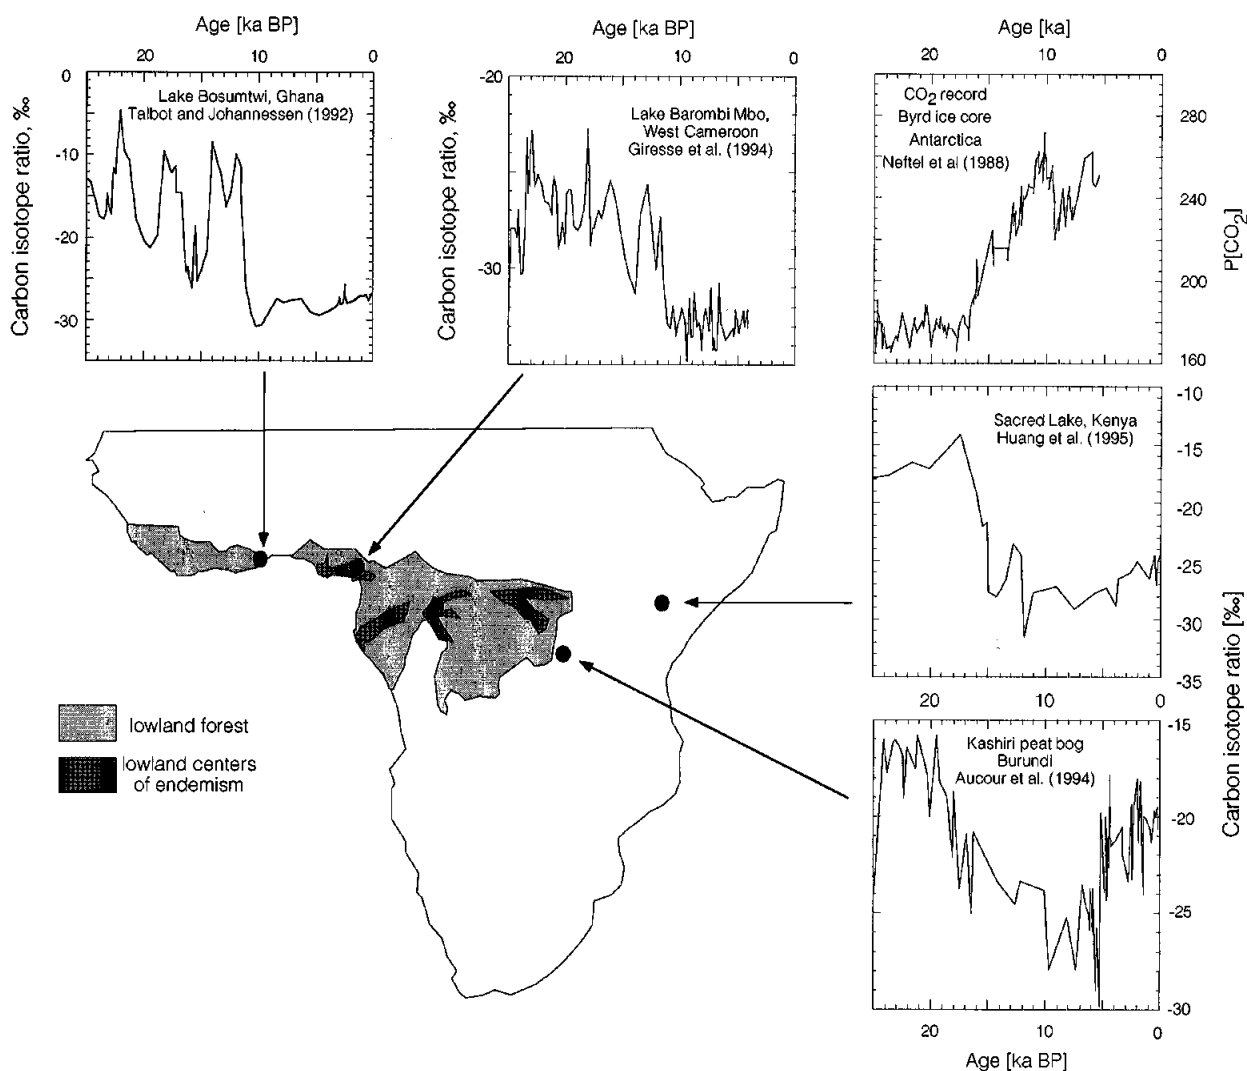 Age [ka BP]
20 10 0
0
-10
-20
-30
Carbon isotope ratio, ‰
Lake Bosumtwi, Ghana
Talbot and Johannessen (1992)
Age [ka BP]
20 10 0
-20
-30
Carbon isotope ratio, ‰
Lake Barombi Mbo,
West Cameroon
Giresse et al. (1994)
Age [ka]
20 10 0
CO2 record
Byrd ice core
Antarctica
Neftel et al (1988)
280
240
200
160
P[CO2]
Sacred Lake, Kenya
Huang et al. (1995)
-10
-15
-20
-25
-30
-35
20 10 0
Carbon isotope ratio [‰]
Kashiri peat bog
Burundi
Aucour et al. (1994)
-15
-20
-25
-30
20 10 0
Age [ka BP]
lowland forest
lowland centers
of endemism